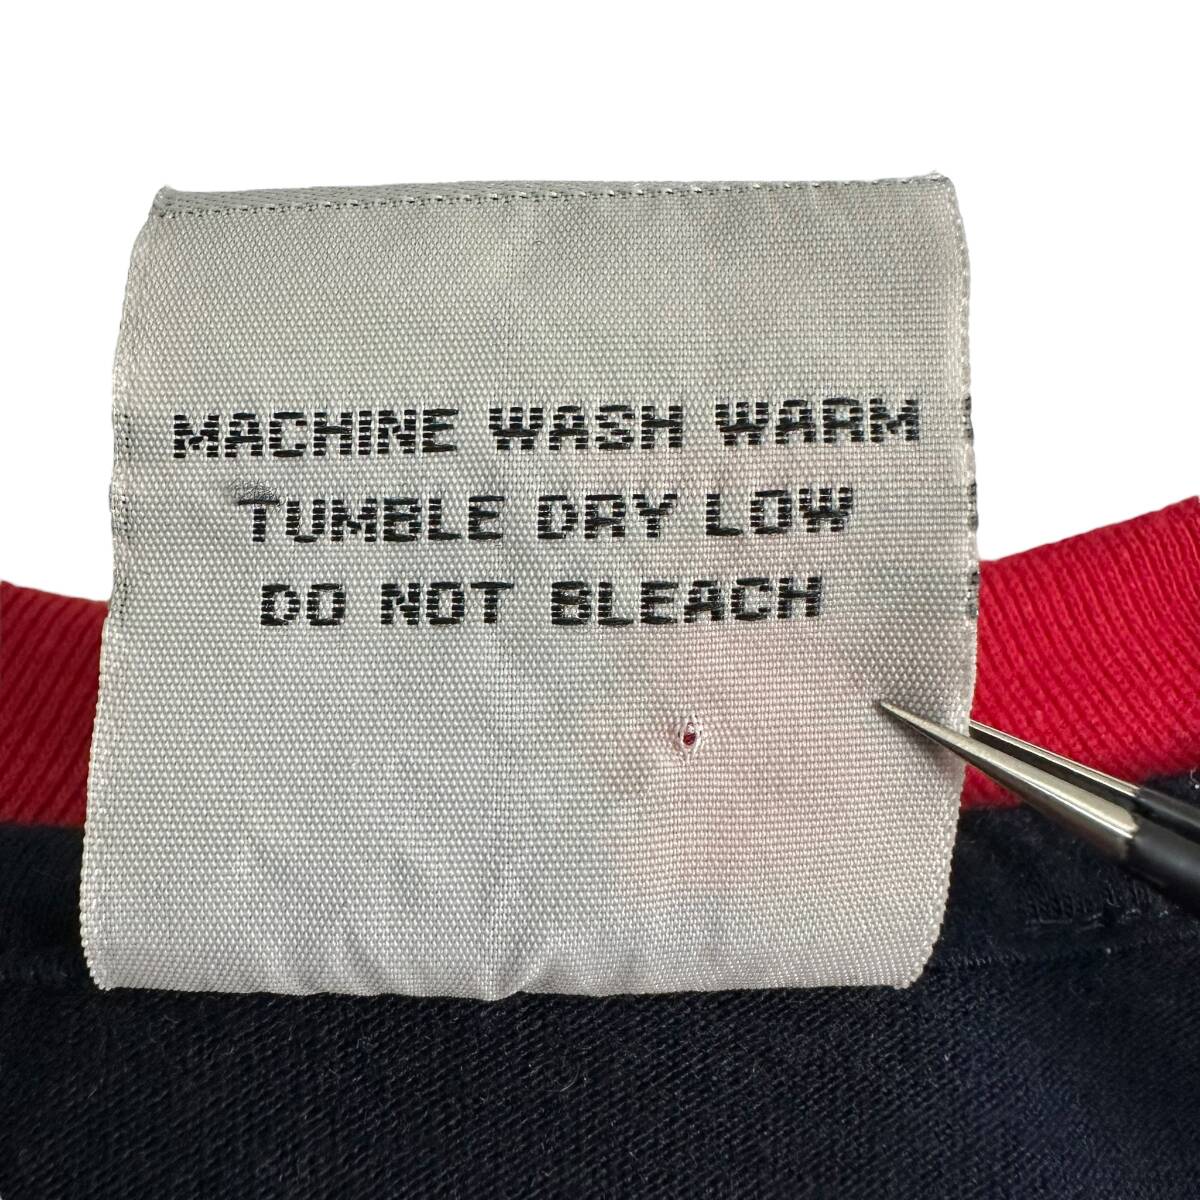 MACHINE WASH WARM
TUMBLE DRY LOW
DO NOT BLEACH